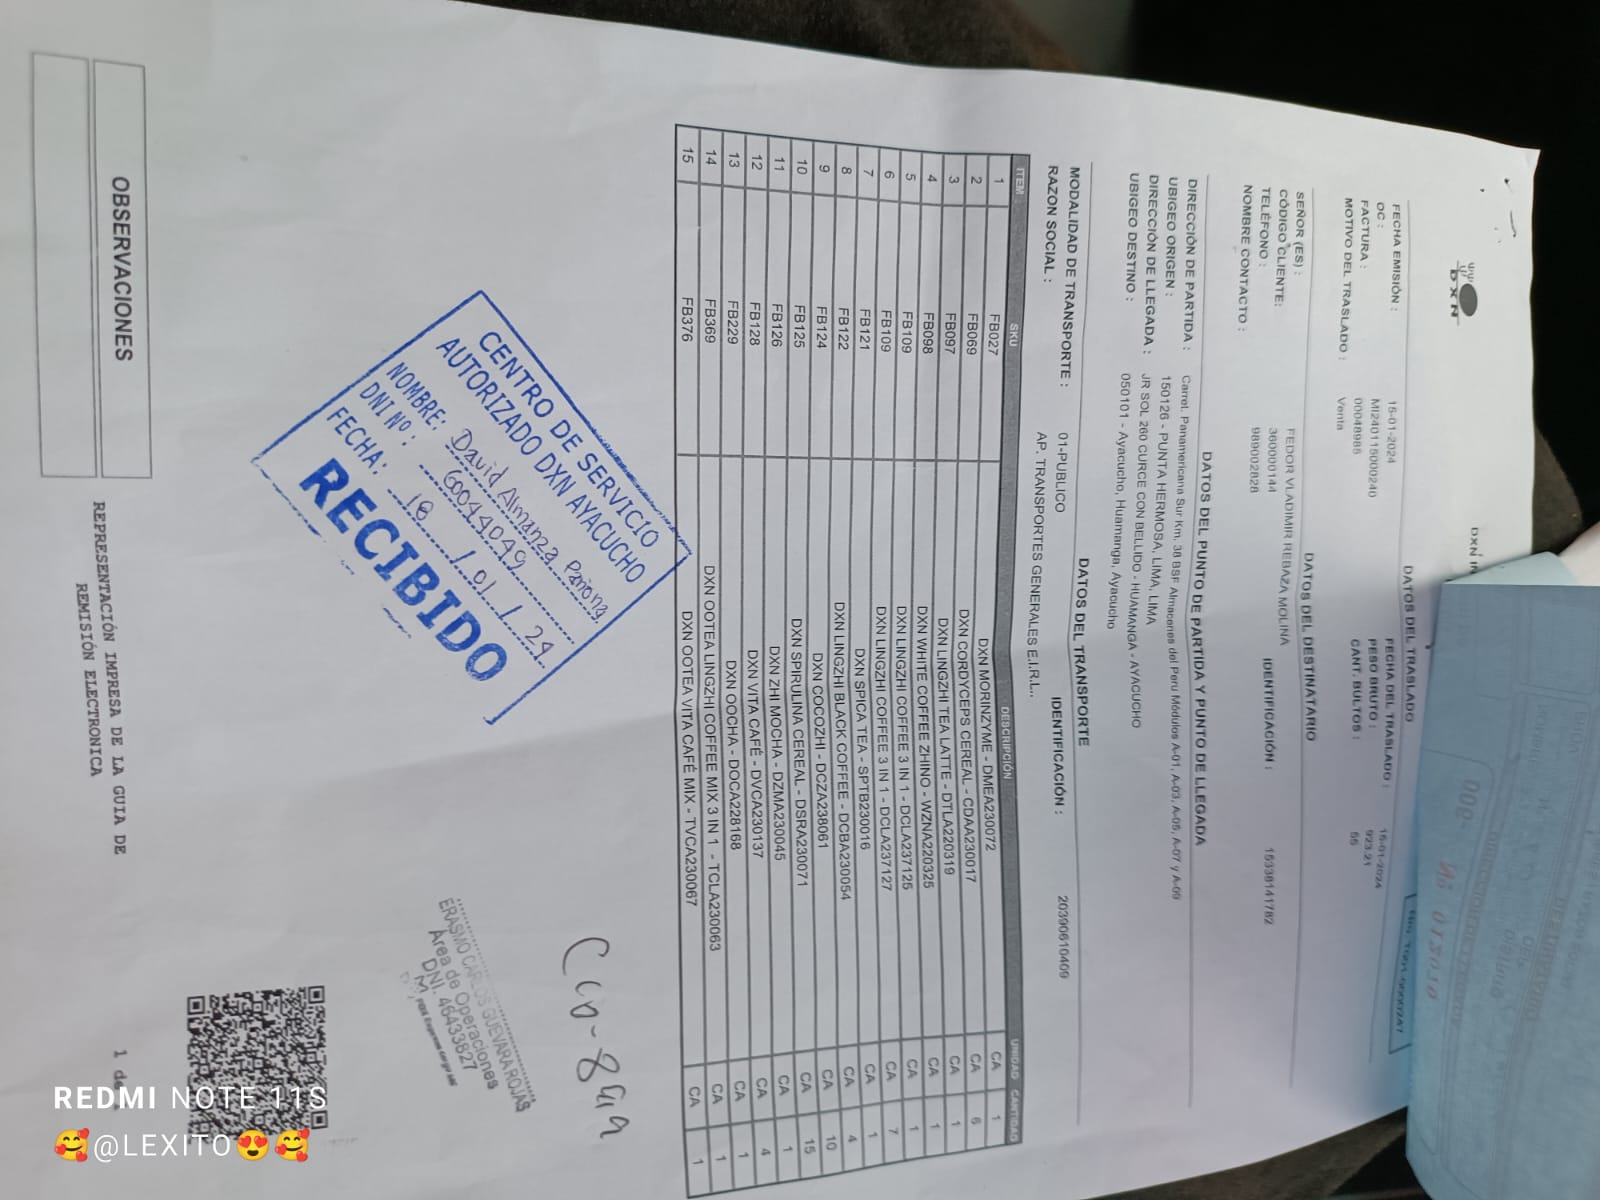 DXN
DXN IN
DATOS DEL TRASLADO
FECHA EMISIÓN : 15-01-2024 FECHA DEL TRASLADO : 15-01-2024
OC : MI240115000240 PESO BRUTO : 923.21
FACTURA : 00048985 CANT. BULTOS : 55
MOTIVO DEL TRASLADO : Venta
DATOS DEL DESTINATARIO
SEÑOR (ES) : FEDOR VLADIMIR REBAZA MOLINA IDENTIFICACIÓN : 15338141782
CÓDIGO CLIENTE: 360000144
TELÉFONO : 989002828
NOMBRE CONTACTO :
DATOS DEL PUNTO DE PARTIDA Y PUNTO DE LLEGADA
DIRECCIÓN DE PARTIDA : Carret. Panamericana Sur Km. 38 BSF Almacenes del Perú Módulos A-01, A-03, A-05, A-07 y A-09
UBIGEO ORIGEN : 150126 - PUNTA HERMOSA, LIMA, LIMA
DIRECCIÓN DE LLEGADA : JR SOL 260 CURCE CON BELLIDO - HUAMANGA - AYACUCHO
UBIGEO DESTINO : 050101 - Ayacucho, Huamanga, Ayacucho
DATOS DEL TRANSPORTE
MODALIDAD DE TRANSPORTE : 01-PUBLICO IDENTIFICACIÓN : 20390610409
RAZON SOCIAL : AP. TRANSPORTES GENERALES E.I.R.L.
ITEM SKU DESCRIPCIÓN UNIDAD CANTIDAD
1 FB027 DXN MORINZYME - DMEA230072 CA 1
2 FB069 DXN CORDYCEPS CEREAL - CDAA230017 CA 6
3 FB097 DXN LINGZHI TEA LATTE - DTLA220319 CA 1
4 FB098 DXN WHITE COFFEE ZHINO - WZNA220325 CA 1
5 FB109 DXN LINGZHI COFFEE 3 IN 1 - DCLA237125 CA 1
6 FB109 DXN LINGZHI COFFEE 3 IN 1 - DCLA237127 CA 7
7 FB121 DXN SPICA TEA - SPTB230016 CA 1
8 FB122 DXN LINGZHI BLACK COFFEE - DCBA230054 CA 4
9 FB124 DXN COCOZHI - DCZA238061 CA 10
10 FB125 DXN SPIRULINA CEREAL - DSRA230071 CA 15
11 FB126 DXN ZHI MOCHA - DZMA230045 CA 1
12 FB128 DXN VITA CAFÉ - DVCA230137 CA 4
13 FB229 DXN OOCHA - DOCA228168 CA 1
14 FB369 DXN OOTEA LINGZHI COFFEE MIX 3 IN 1 - TCLA230063 CA 1
15 FB376 DXN OOTEA VITA CAFÉ MIX - TVCA230067 CA 1
CENTRO DE SERVICIO
AUTORIZADO DXN AYACUCHO
NOMBRE: David Almanza Pariona
DNI Nº : 60044049
FECHA: 18 / 01 / 24
RECIBIDO
ERASMO CARLOS GUEVARA ROJAS
Área de Operaciones
DNI. 46433827
OBSERVACIONES
REPRESENTACIÓN IMPRESA DE LA GUIA DE
REMISIÓN ELECTRONICA
1 de
REDMI NOTE 11S
🥰@LEXITO😍🥰